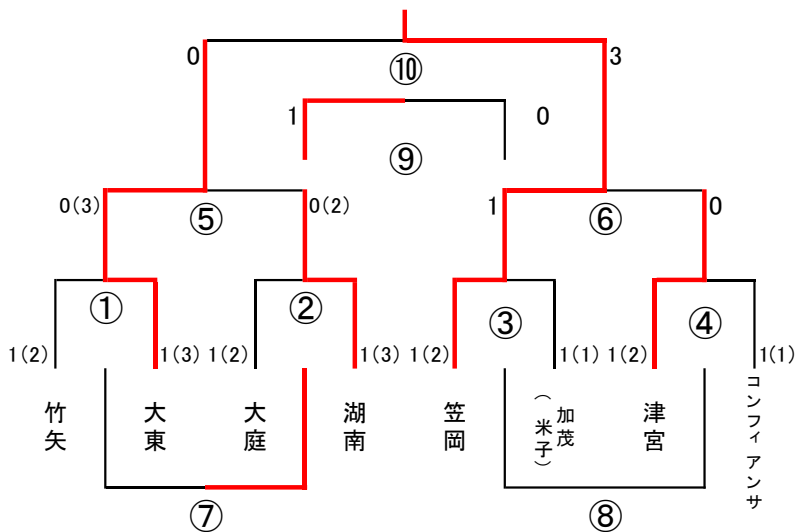 0
3
⑩
1
0
⑨
0(3)
⑤
0(2)
1
⑥
0
①
②
③
④
1(2)
1(3)
1(2)
1(3)
1(2)
1(1)
1(2)
1(1)
竹矢
大東
大庭
湖南
笠岡
加茂
(米子)
津宮
コンフィアンサ
⑦
⑧